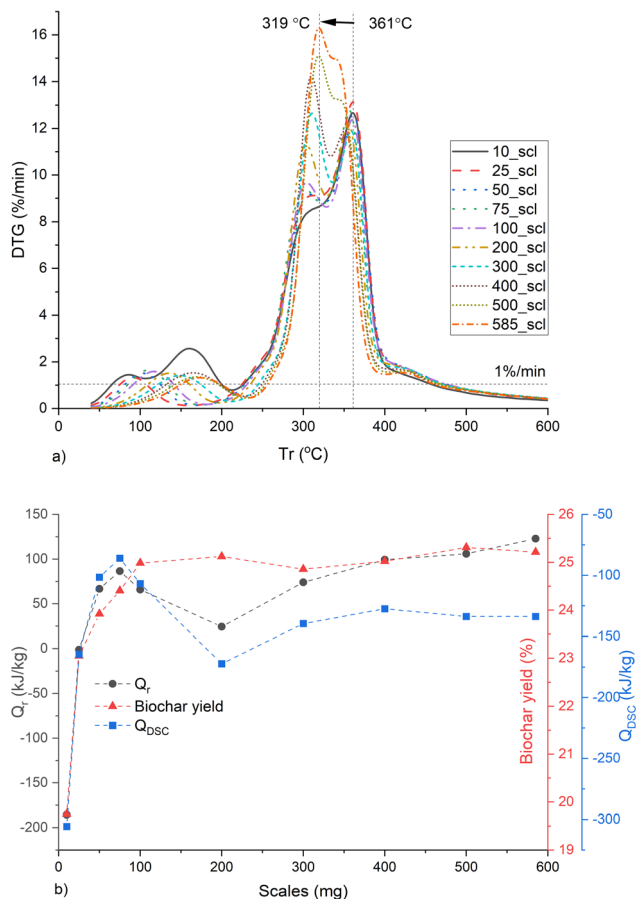 319 °C
361°C
16
14
12
10
8
6
4
2
0
DTG (%/min)
10_scl
25_scl
50_scl
75_scl
100_scl
200_scl
300_scl
400_scl
500_scl
585_scl
1%/min
0 100 200 300 400 500 600
Tr (°C)
a)
150
100
50
0
-50
-100
-150
-200
Qr (kJ/kg)
Qr
Biochar yield
QDSC
26
25
24
23
22
21
20
19
Biochar yield (%)
-50
-100
-150
-200
-250
-300
QDSC (kJ/kg)
0 100 200 300 400 500 600
Scales (mg)
b)